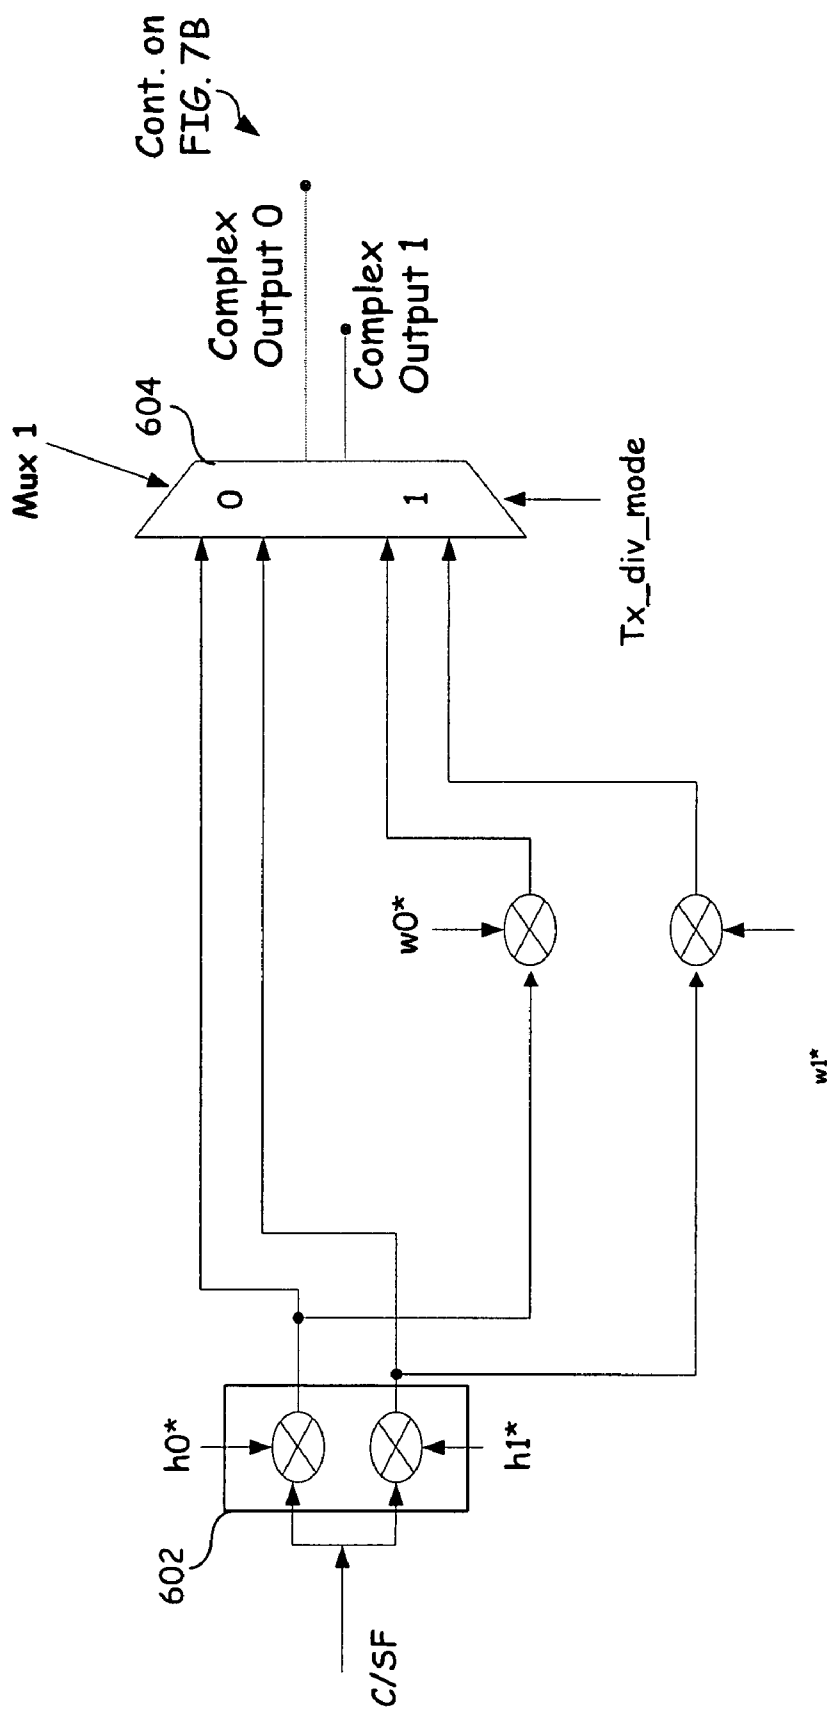 Cont. on
FIG. 7B
Mux 1
604
Complex
Output 0
Complex
Output 1
0
1
Tx_div_mode
w0*
w1*
602
h0*
h1*
C/SF